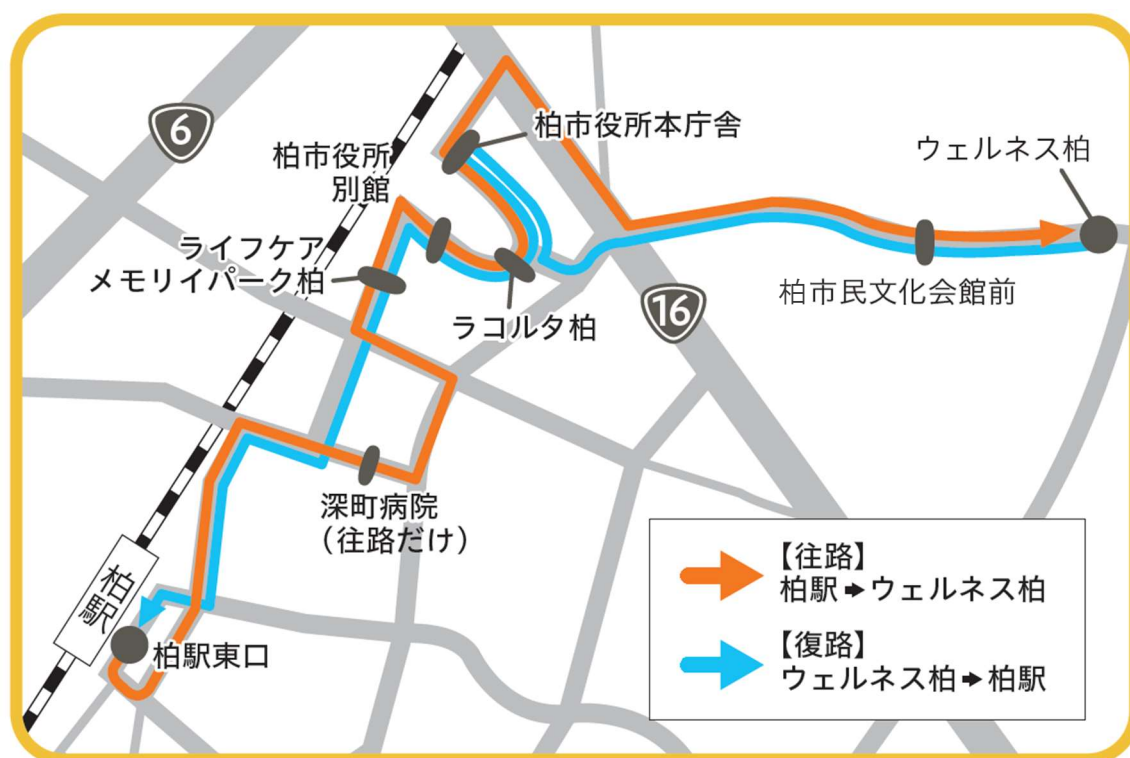 6
柏市役所本庁舎
ウェルネス柏
柏市役所
別館
ライフケア
メモリイパーク柏
ラコルタ柏
16
柏市民文化会館前
深町病院
（往路だけ）
柏駅
柏駅東口
【往路】
柏駅➡ウェルネス柏
【復路】
ウェルネス柏➡柏駅